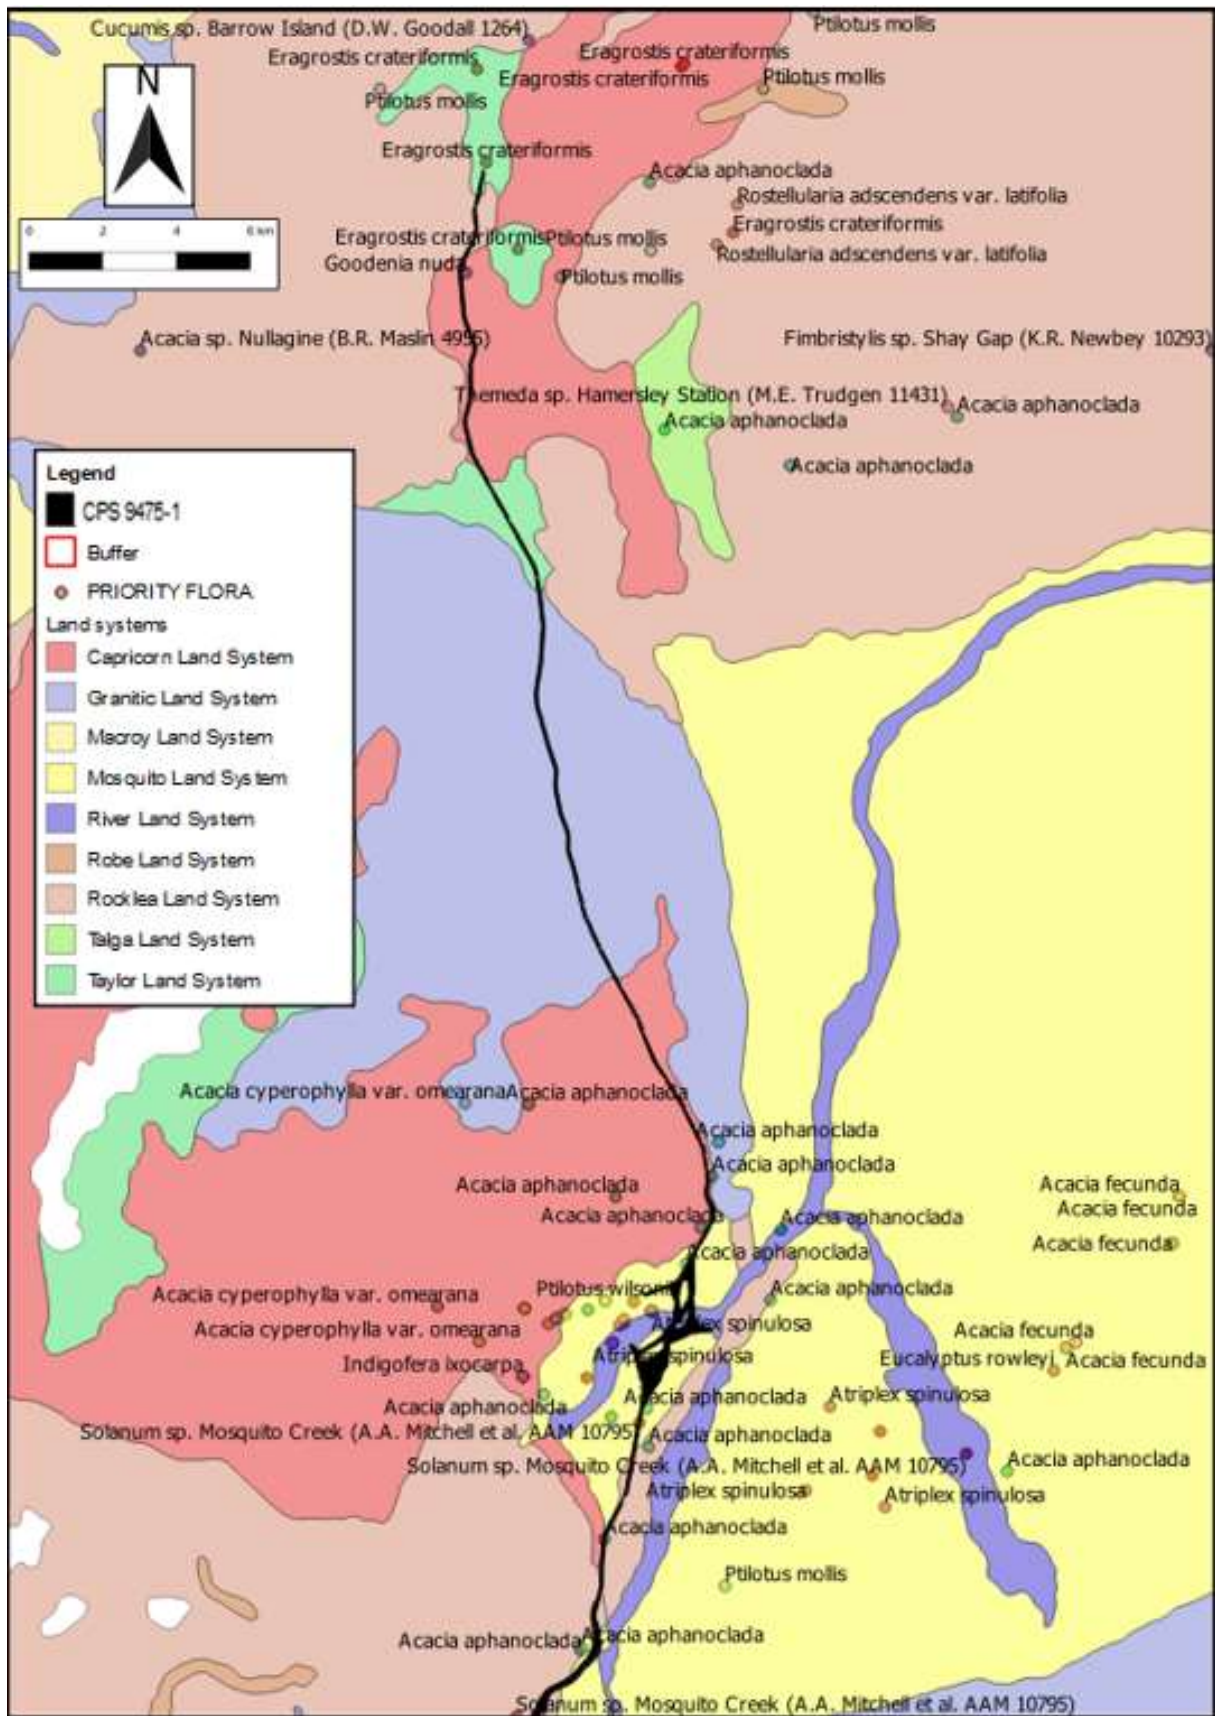 Ptilotus mollis
Cucumis sp. Barrow Island (D.W. Goodall 1264)
Eragrostis crateriformis
Eragrostis crateriformis
Eragrostis crateriformis
Ptilotus mollis
Ptilotus mollis
N
Eragrostis crateriformis
Acacia aphanoclada
Rostellularia adscendens var. latifolia
Eragrostis crateriformis
0 2 4 6 km
Eragrostis crateriformis
Ptilotus mollis
Rostellularia adscendens var. latifolia
Goodenia nuda
Ptilotus mollis
Acacia sp. Nullagine (B.R. Maslin 4955)
Fimbristylis sp. Shay Gap (K.R. Newbey 10293)
Themeda sp. Hamersley Station (M.E. Trudgen 11431)
Acacia aphanoclada
Acacia aphanoclada
Acacia aphanoclada
Legend
CPS 9475-1
Buffer
PRIORITY FLORA
Land systems
Capricorn Land System
Granitic Land System
Macroy Land System
Mosquito Land System
River Land System
Robe Land System
Rocklea Land System
Talga Land System
Taylor Land System
Acacia cyperophylla var. omearana
Acacia aphanoclada
Acacia aphanoclada
Acacia aphanoclada
Acacia aphanoclada
Acacia fecunda
Acacia fecunda
Acacia aphanoclada
Acacia aphanoclada
Acacia fecunda
Acacia aphanoclada
Ptilotus wilsonii
Acacia aphanoclada
Acacia cyperophylla var. omearana
Atriplex spinulosa
Acacia cyperophylla var. omearana
Acacia fecunda
Atriplex spinulosa
Eucalyptus rowleyi
Acacia fecunda
Indigofera ixocarpa
Acacia aphanoclada
Atriplex spinulosa
Acacia aphanoclada
Solanum sp. Mosquito Creek (A.A. Mitchell et al. AAM 10795)
Acacia aphanoclada
Solanum sp. Mosquito Creek (A.A. Mitchell et al. AAM 10795)
Acacia aphanoclada
Atriplex spinulosa
Atriplex spinulosa
Acacia aphanoclada
Ptilotus mollis
Acacia aphanoclada
Acacia aphanoclada
Solanum sp. Mosquito Creek (A.A. Mitchell et al. AAM 10795)